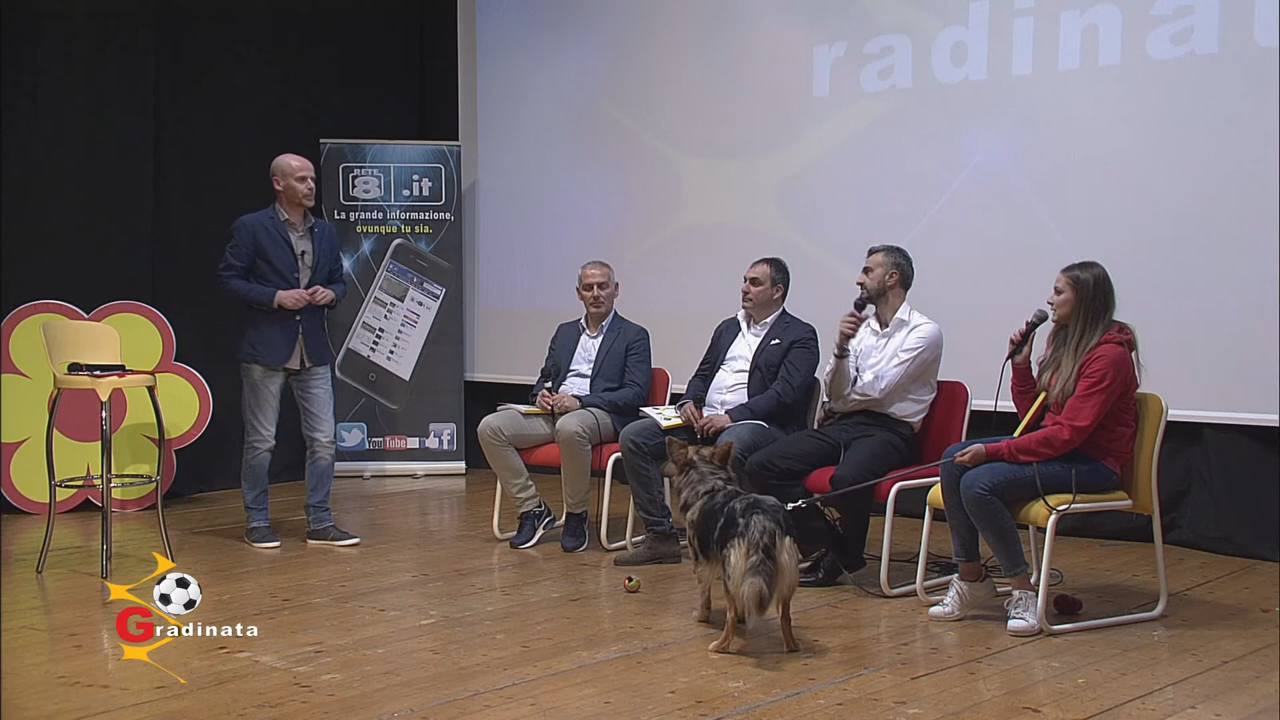 radinat
RETE
8 .it
La grande informazione,
ovunque tu sia.
YouTube
f
Gradinata